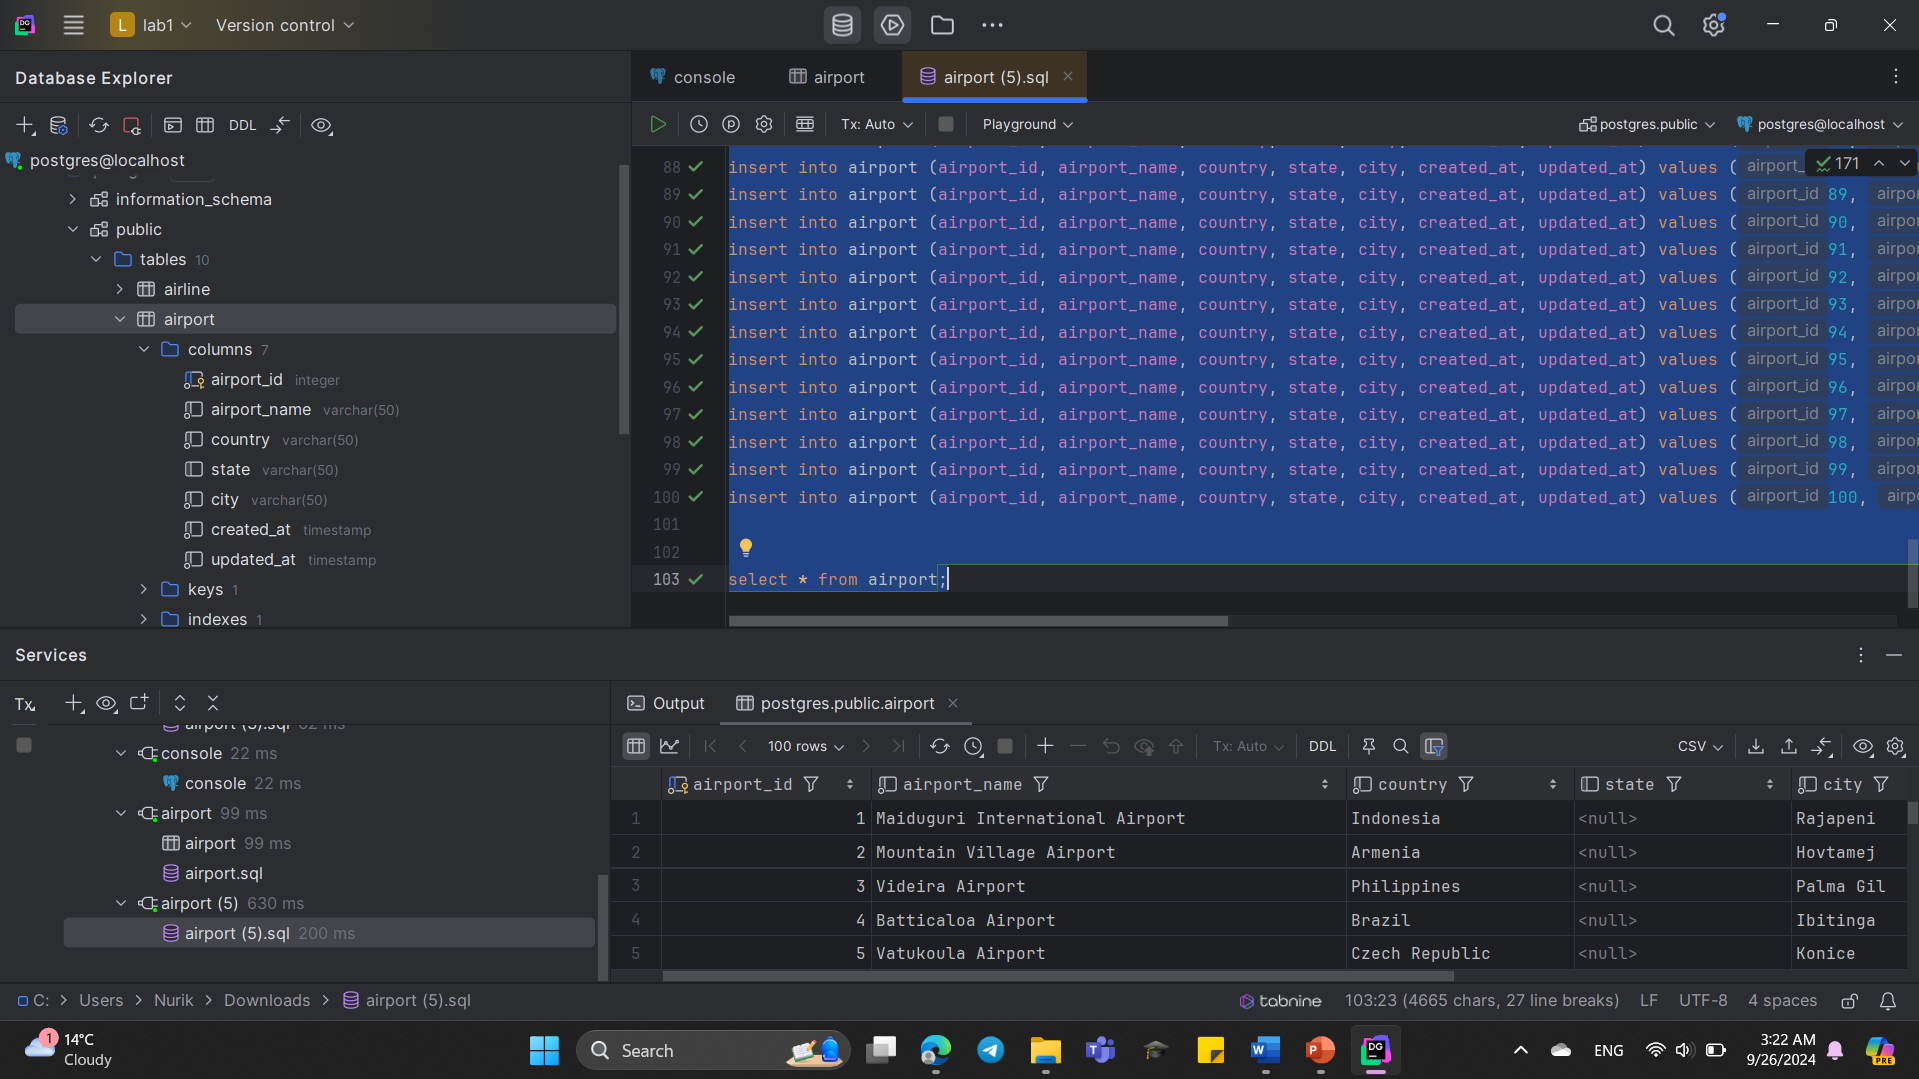 L lab1 Version control
Database Explorer
DDL
postgres@localhost
information_schema
public
tables 10
airline
airport
columns 7
airport_id integer
airport_name varchar(50)
country varchar(50)
state varchar(50)
city varchar(50)
created_at timestamp
updated_at timestamp
keys 1
indexes 1
console airport airport (5).sql
Tx: Auto Playground postgres.public postgres@localhost
171
88 insert into airport (airport_id, airport_name, country, state, city, created_at, updated_at) values (
89 insert into airport (airport_id, airport_name, country, state, city, created_at, updated_at) values ( airport_id 89,
90 insert into airport (airport_id, airport_name, country, state, city, created_at, updated_at) values ( airport_id 90,
91 insert into airport (airport_id, airport_name, country, state, city, created_at, updated_at) values ( airport_id 91,
92 insert into airport (airport_id, airport_name, country, state, city, created_at, updated_at) values ( airport_id 92,
93 insert into airport (airport_id, airport_name, country, state, city, created_at, updated_at) values ( airport_id 93,
94 insert into airport (airport_id, airport_name, country, state, city, created_at, updated_at) values ( airport_id 94,
95 insert into airport (airport_id, airport_name, country, state, city, created_at, updated_at) values ( airport_id 95,
96 insert into airport (airport_id, airport_name, country, state, city, created_at, updated_at) values ( airport_id 96,
97 insert into airport (airport_id, airport_name, country, state, city, created_at, updated_at) values ( airport_id 97,
98 insert into airport (airport_id, airport_name, country, state, city, created_at, updated_at) values ( airport_id 98,
99 insert into airport (airport_id, airport_name, country, state, city, created_at, updated_at) values ( airport_id 99,
100 insert into airport (airport_id, airport_name, country, state, city, created_at, updated_at) values ( airport_id 100,
101
102
103 select * from airport;
Services
Tx
console 22 ms
console 22 ms
airport 99 ms
airport 99 ms
airport.sql
airport (5) 630 ms
airport (5).sql 200 ms
Output postgres.public.airport
100 rows Tx: Auto DDL CSV
airport_id airport_name country state city
1 1 Maiduguri International Airport Indonesia <null> Rajapeni
2 2 Mountain Village Airport Armenia <null> Hovtamej
3 3 Videira Airport Philippines <null> Palma Gil
4 4 Batticaloa Airport Brazil <null> Ibitinga
5 5 Vatukoula Airport Czech Republic <null> Konice
C: > Users > Nurik > Downloads > airport (5).sql
tabnine 103:23 (4665 chars, 27 line breaks) LF UTF-8 4 spaces
1 14°C
Cloudy
Search
ENG
3:22 AM
9/26/2024
PRE